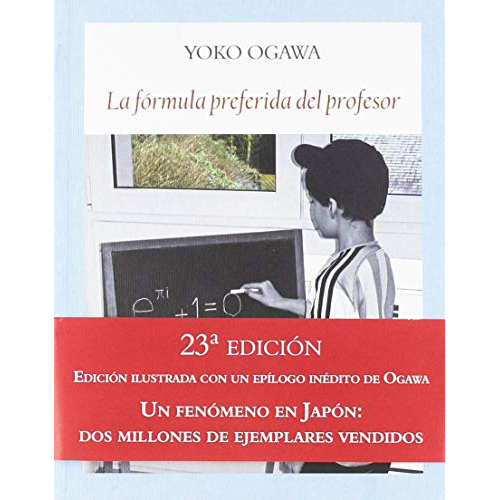 YOKO OGAWA
La fórmula preferida del profesor
e^πi + 1 = 0
23ª EDICIÓN
EDICIÓN ILUSTRADA CON UN EPÍLOGO INÉDITO DE OGAWA
UN FENÓMENO EN JAPÓN:
DOS MILLONES DE EJEMPLARES VENDIDOS